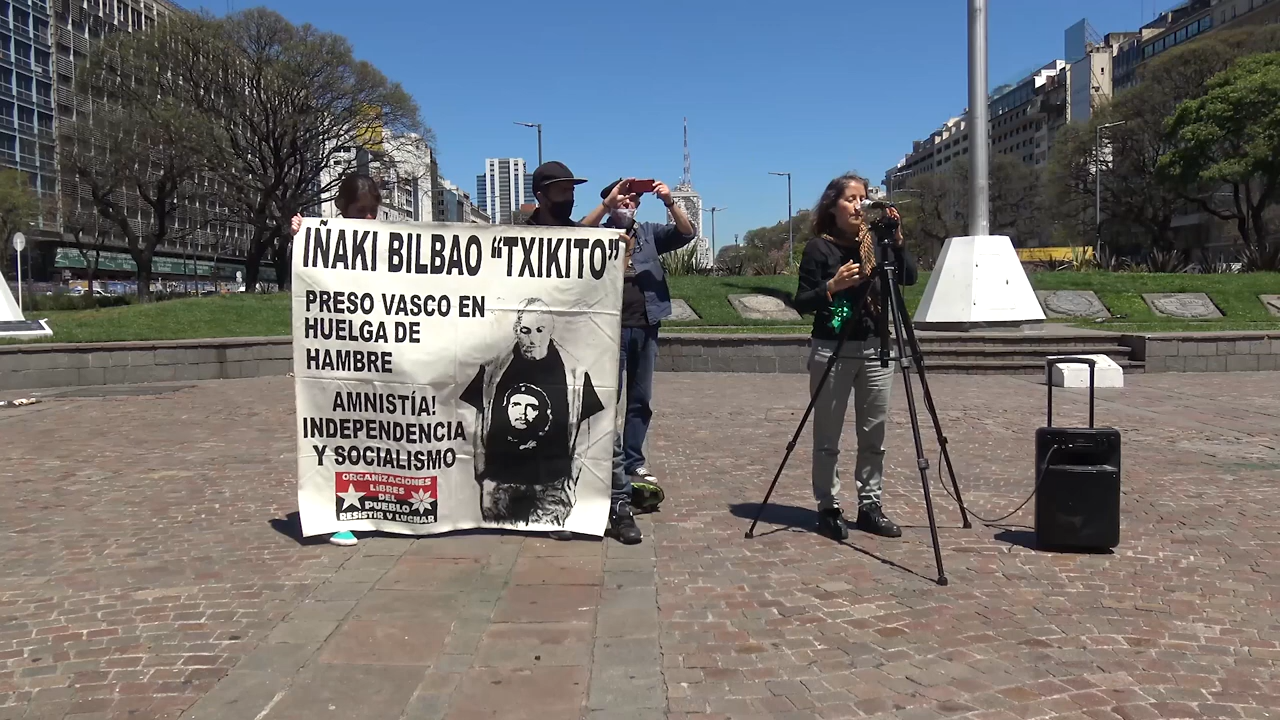 IÑAKI BILBAO “TXIKITO”
PRESO VASCO EN
HUELGA DE
HAMBRE
AMNISTÍA!
INDEPENDENCIA
Y SOCIALISMO
ORGANIZACIONES
LiBRES
DEL
PUEBLO
RESISTIR Y LUCHAR